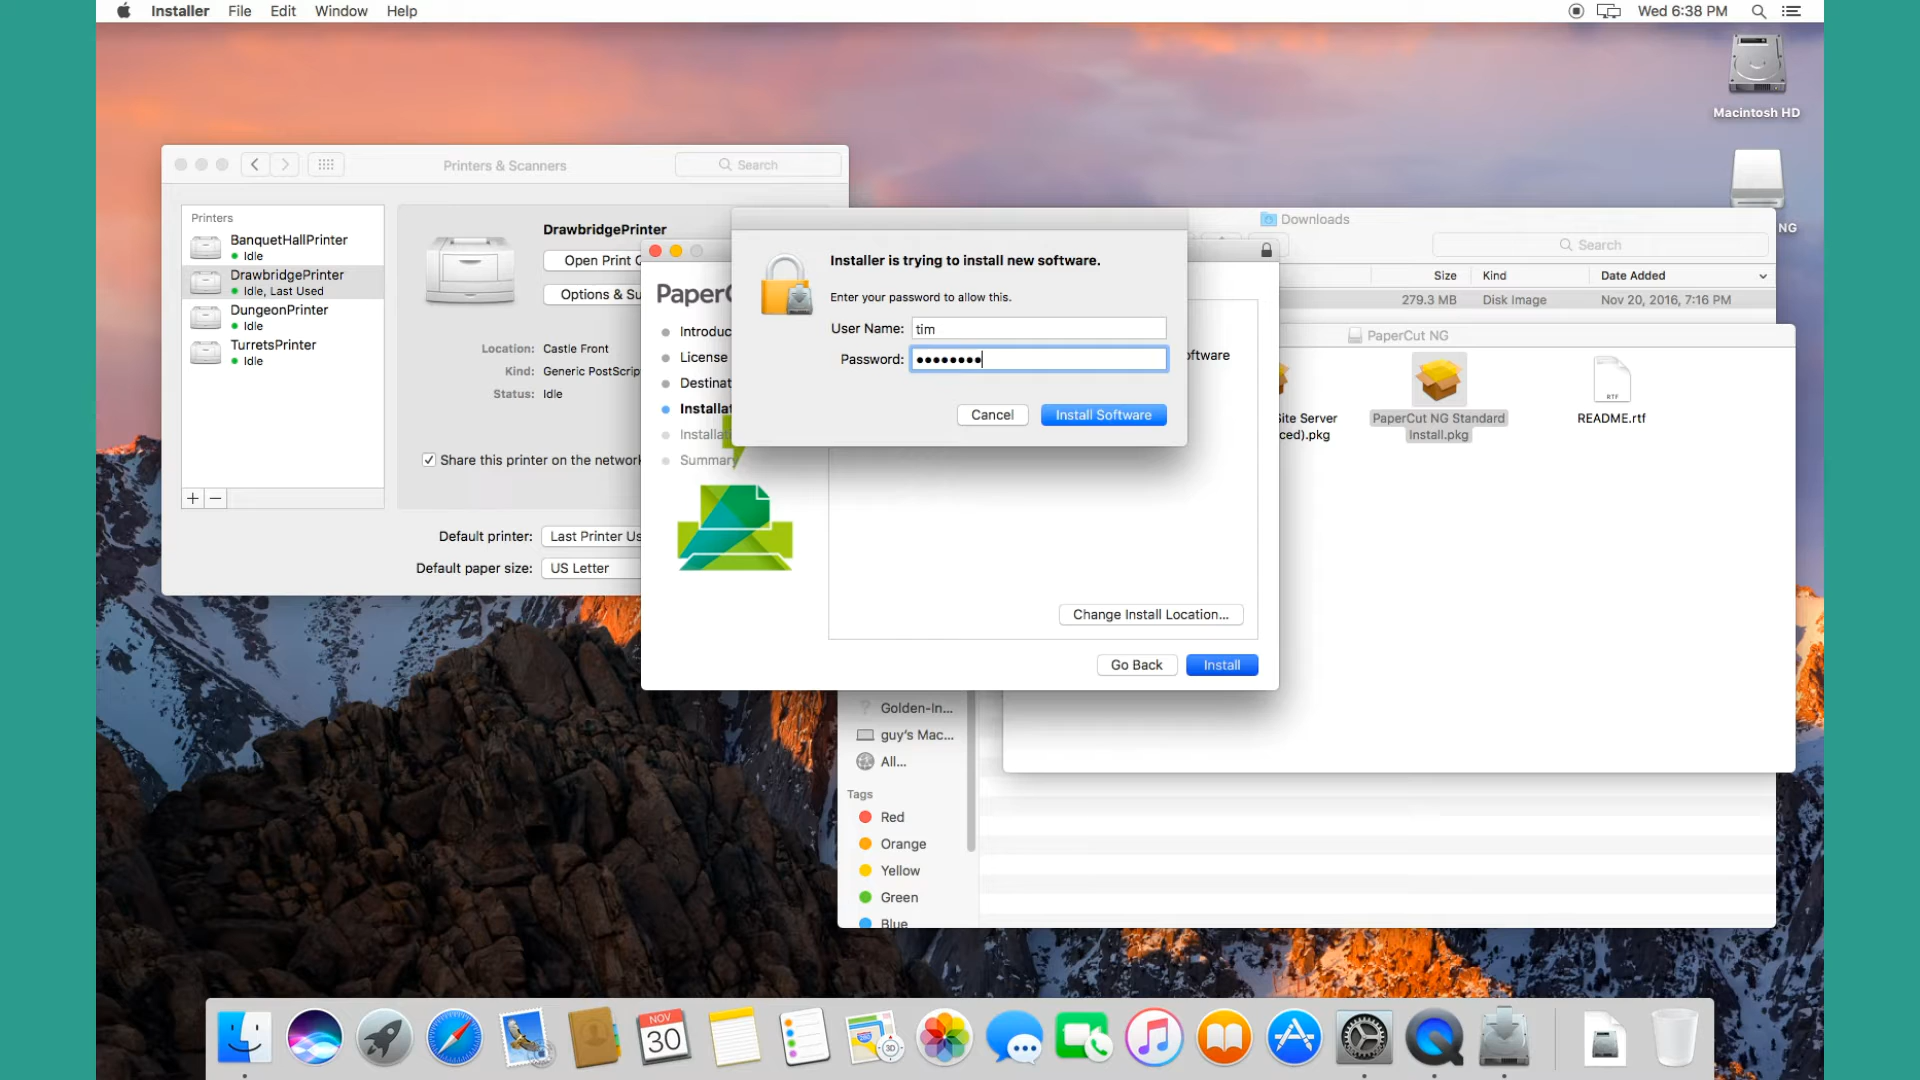 Installer File Edit Window Help
Wed 6:38 PM
Macintosh HD
NG
Printers & Scanners
Search
Printers
BanquetHallPrinter
Idle
DrawbridgePrinter
Idle, Last Used
DungeonPrinter
Idle
TurretsPrinter
Idle
DrawbridgePrinter
Open Print
Options & Su
Location: Castle Front
Kind: Generic PostScrip
Status: Idle
Share this printer on the network
Default printer: Last Printer Us
Default paper size: US Letter
PaperC
Introduc
License
Destinat
Installat
Installati
Summary
oftware
Change Install Location...
Go Back
Install
Installer is trying to install new software.
Enter your password to allow this.
User Name: tim
Password: ••••••••
Cancel
Install Software
Downloads
Search
Size Kind Date Added
279.3 MB Disk Image Nov 20, 2016, 7:16 PM
PaperCut NG
ite Server
ced).pkg
PaperCut NG Standard
Install.pkg
RTF
README.rtf
Golden-In...
guy's Mac...
All...
Tags
Red
Orange
Yellow
Green
Blue
NOV
30
3D